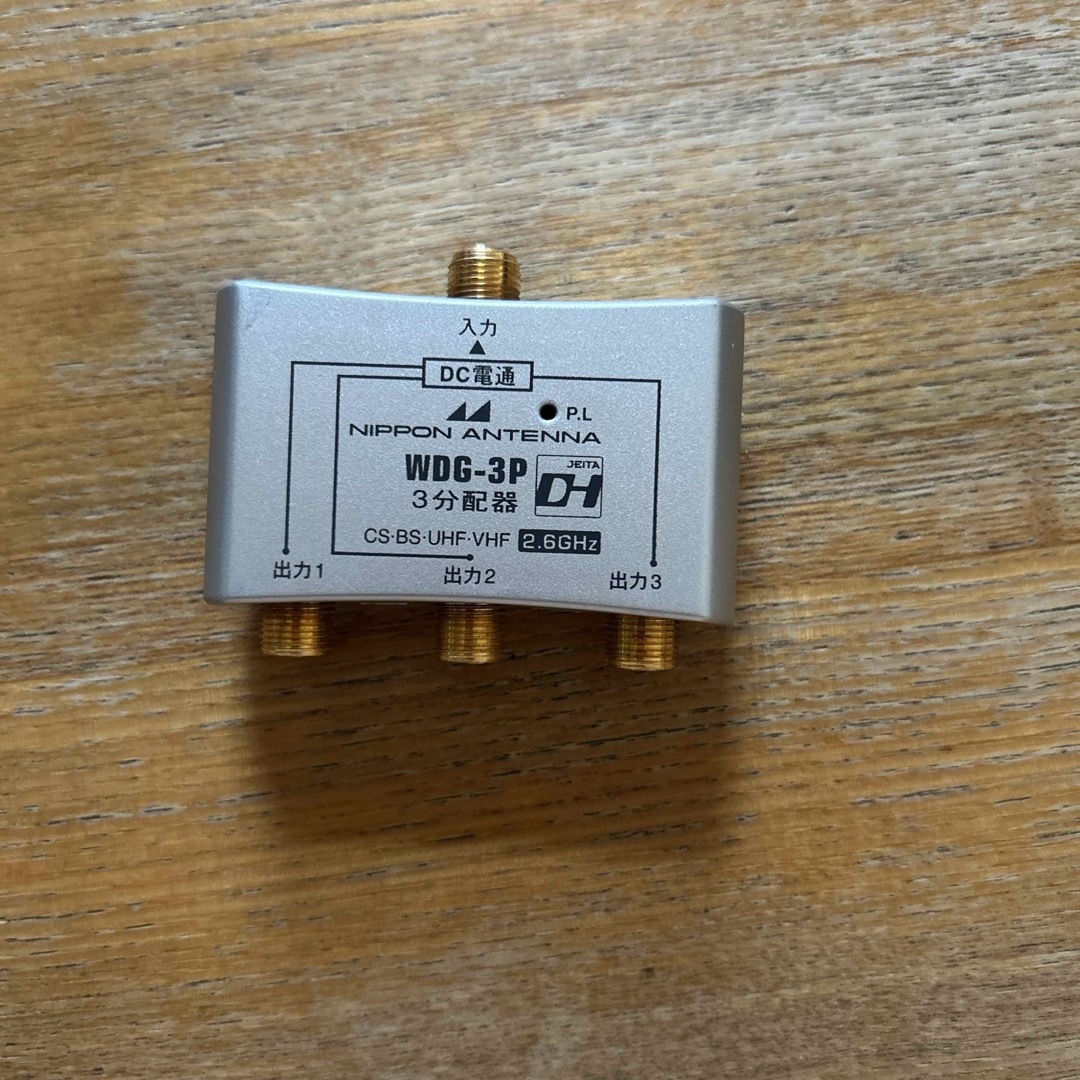 入力
DC電通
P.L
NIPPON ANTENNA
WDG-3P
JEITA
DH
3分配器
CS·BS·UHF·VHF 2.6GHz
出力1
出力2
出力3